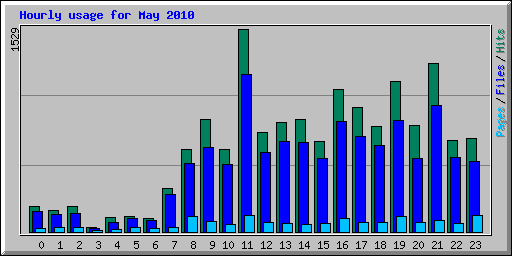 Hourly usage for May 2010
1529
Pages/Files/Hits
0 1 2 3 4 5 6 7 8 9 10 11 12 13 14 15 16 17 18 19 20 21 22 23